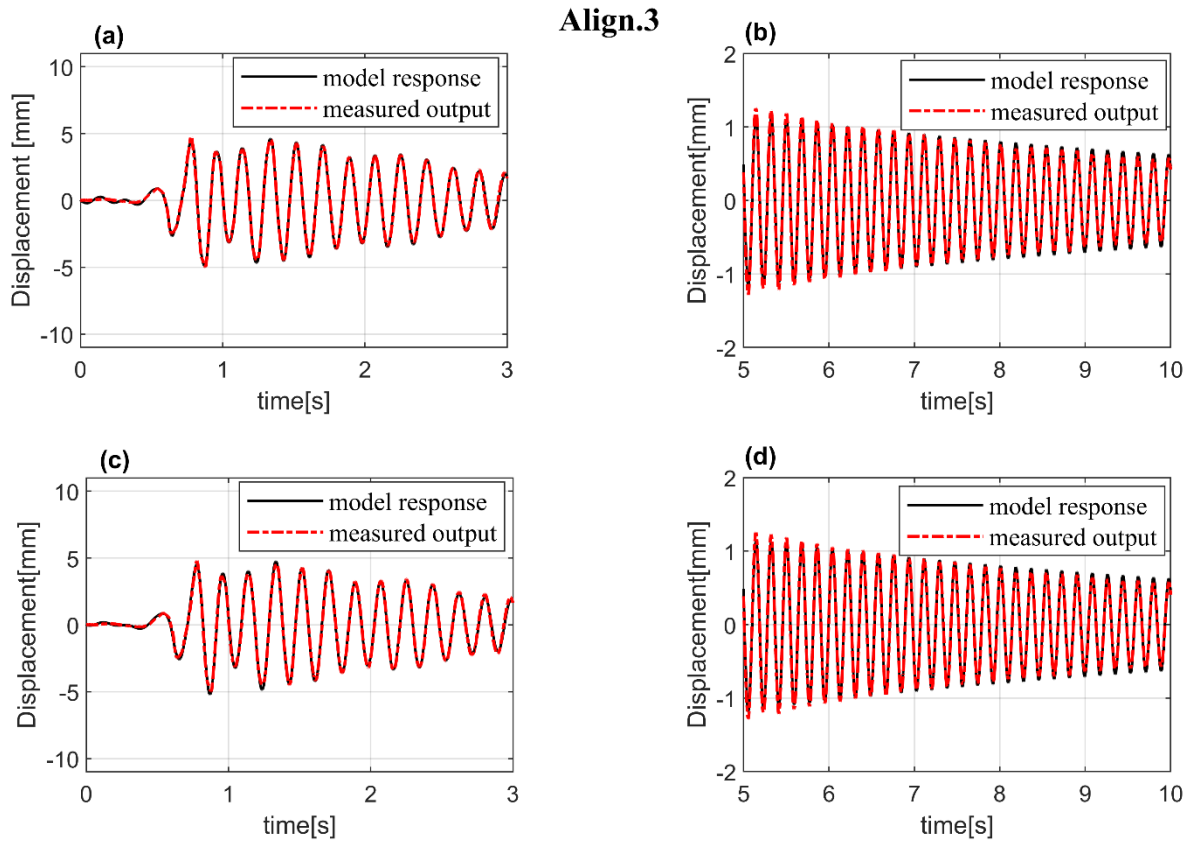 Align.3
(a)
10
5
0
-5
-10
Displacement [mm]
model response
measured output
0
1
2
3
time[s]
(b)
2
1
0
-1
-2
Displacement[mm]
model response
measured output
5
6
7
8
9
10
time[s]
(c)
10
5
0
-5
-10
Displacement[mm]
model response
measured output
0
1
2
3
time[s]
(d)
2
1
0
-1
-2
Displacement[mm]
model response
measured output
5
6
7
8
9
10
time[s]